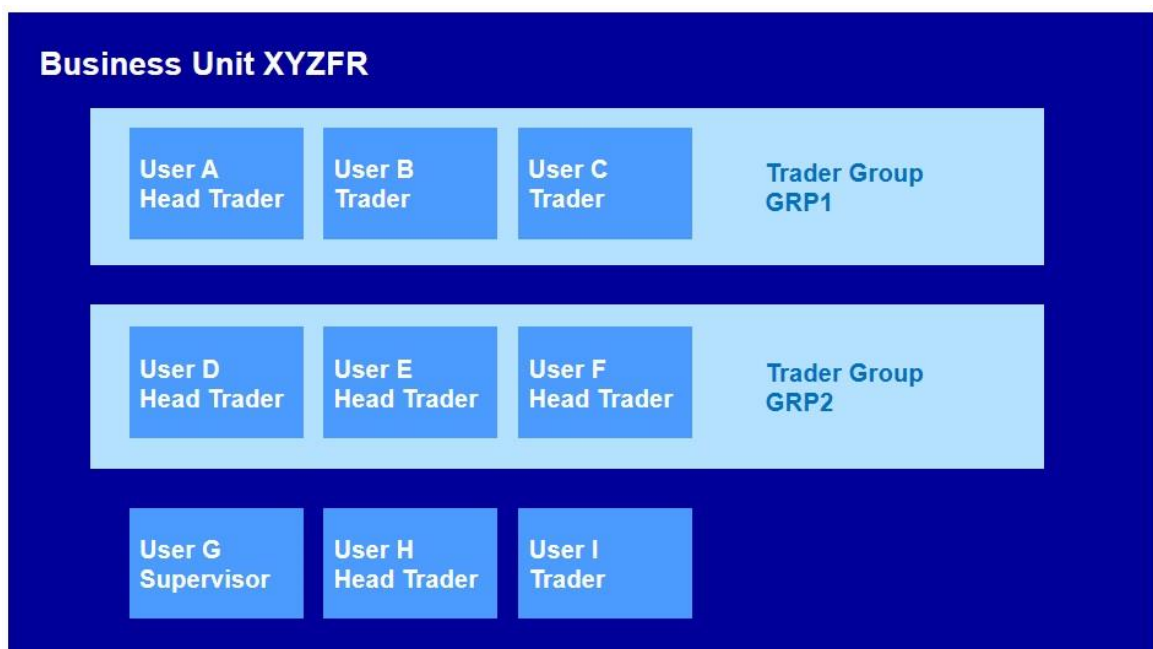 Business Unit XYZFR
User A
Head Trader
User B
Trader
User C
Trader
Trader Group
GRP1
User D
Head Trader
User E
Head Trader
User F
Head Trader
Trader Group
GRP2
User G
Supervisor
User H
Head Trader
User I
Trader